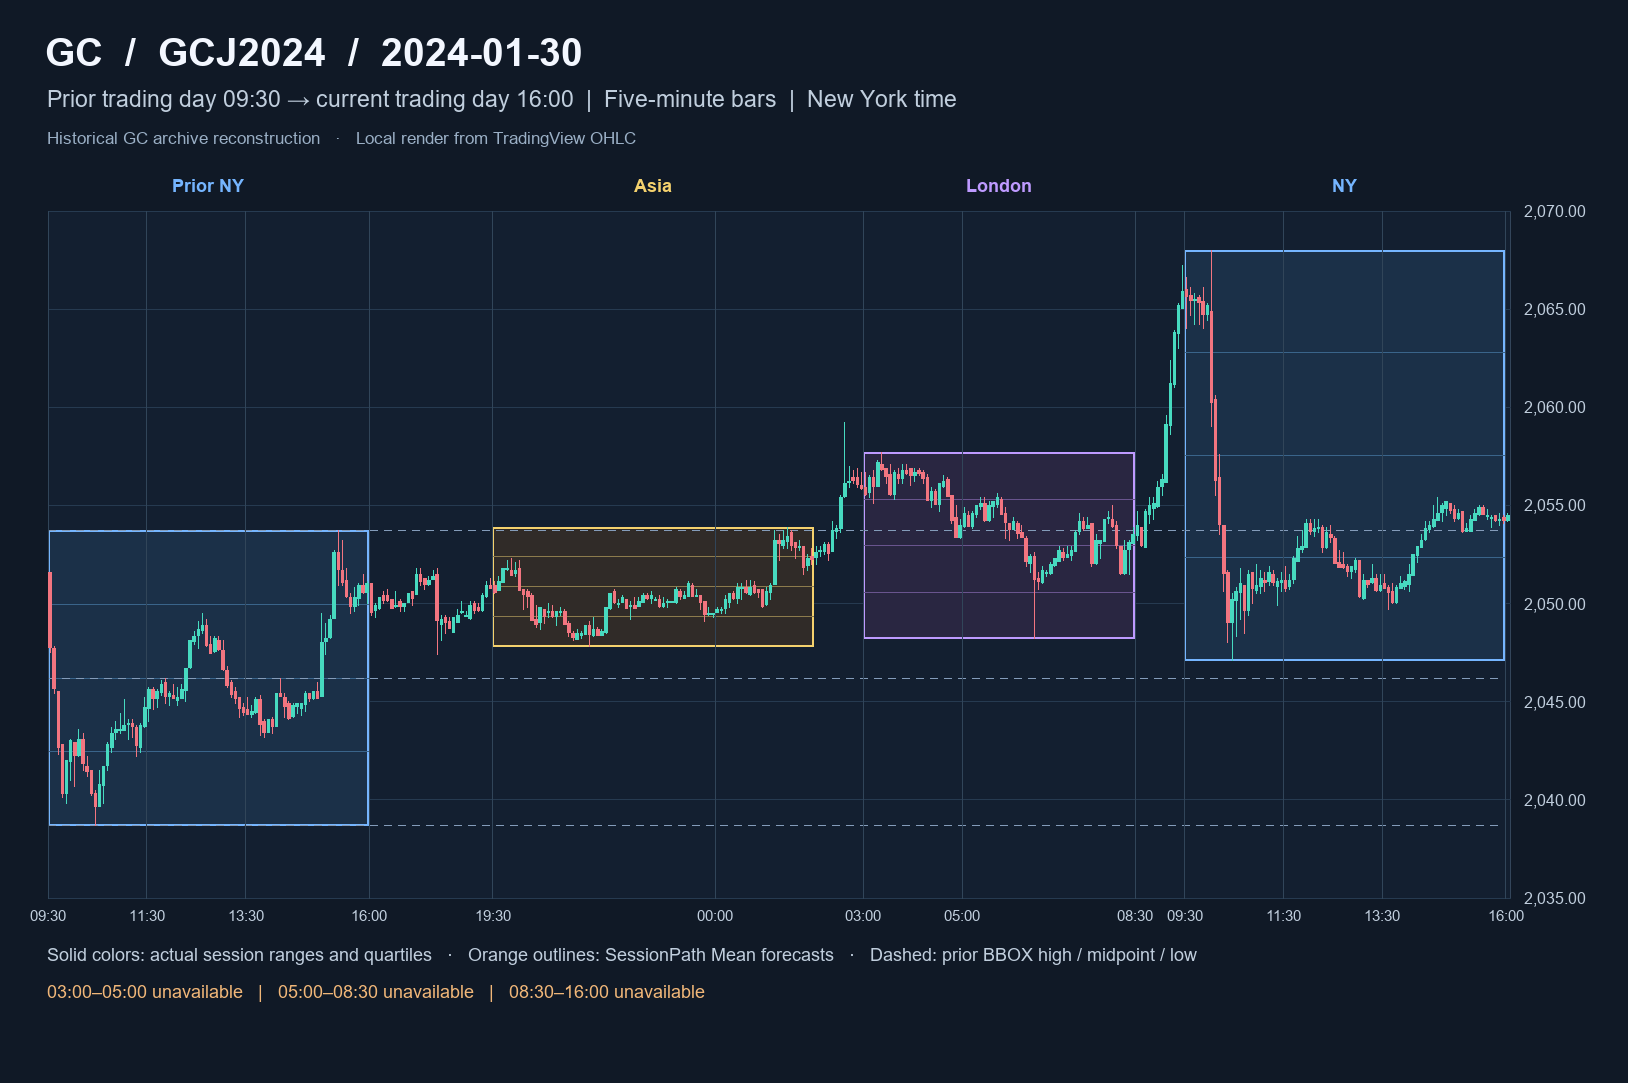 GC / GCJ2024 / 2024-01-30
Prior trading day 09:30 → current trading day 16:00 | Five-minute bars | New York time
Historical GC archive reconstruction · Local render from TradingView OHLC
Prior NY Asia London NY
2,070.00
2,065.00
2,060.00
2,055.00
2,050.00
2,045.00
2,040.00
2,035.00
09:30 11:30 13:30 16:00 19:30 00:00 03:00 05:00 08:30 09:30 11:30 13:30 16:00
Solid colors: actual session ranges and quartiles · Orange outlines: SessionPath Mean forecasts · Dashed: prior BBOX high / midpoint / low
03:00–05:00 unavailable | 05:00–08:30 unavailable | 08:30–16:00 unavailable